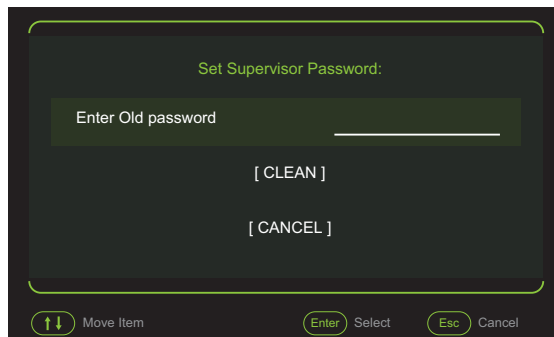 Set Supervisor Password:
Enter Old password
[ CLEAN ]
[ CANCEL ]
↑↓ Move Item Enter Select Esc Cancel